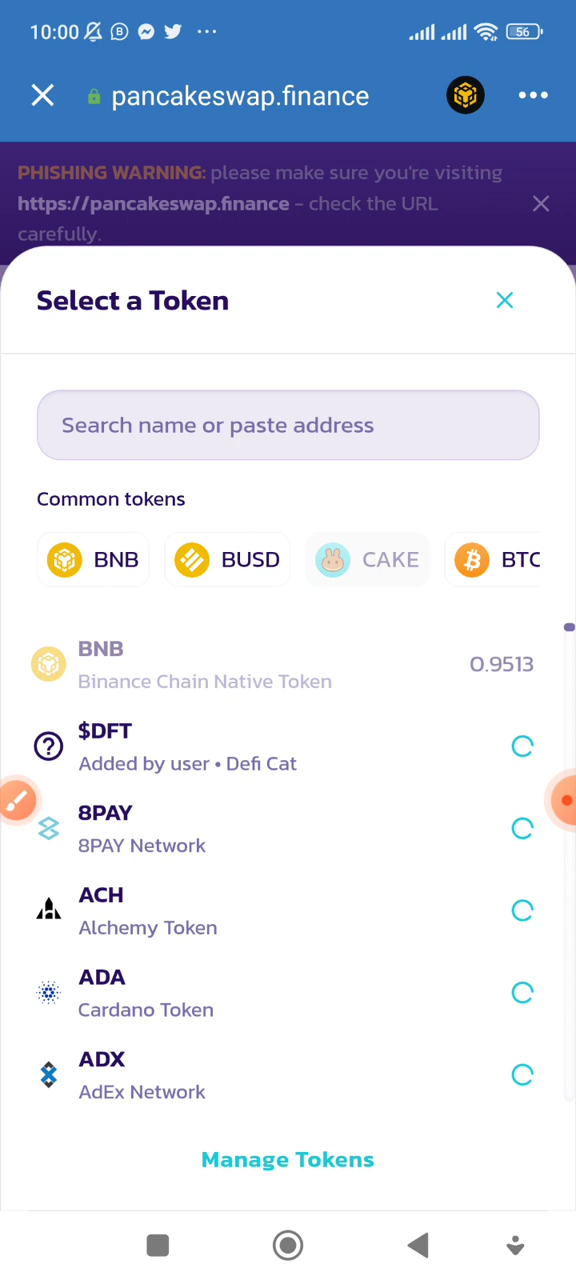 10:00
56
pancakeswap.finance
PHISHING WARNING: please make sure you're visiting
https://pancakeswap.finance - check the URL
carefully.
Select a Token
Search name or paste address
Common tokens
BNB BUSD CAKE BTC
BNB
Binance Chain Native Token
0.9513
$DFT
Added by user • Defi Cat
8PAY
8PAY Network
ACH
Alchemy Token
ADA
Cardano Token
ADX
AdEx Network
Manage Tokens